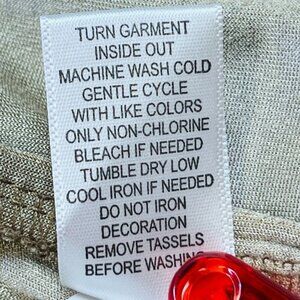 TURN GARMENT
INSIDE OUT
MACHINE WASH COLD
GENTLE CYCLE
WITH LIKE COLORS
ONLY NON-CHLORINE
BLEACH IF NEEDED
TUMBLE DRY LOW
COOL IRON IF NEEDED
DO NOT IRON
DECORATION
REMOVE TASSELS
BEFORE WASHING